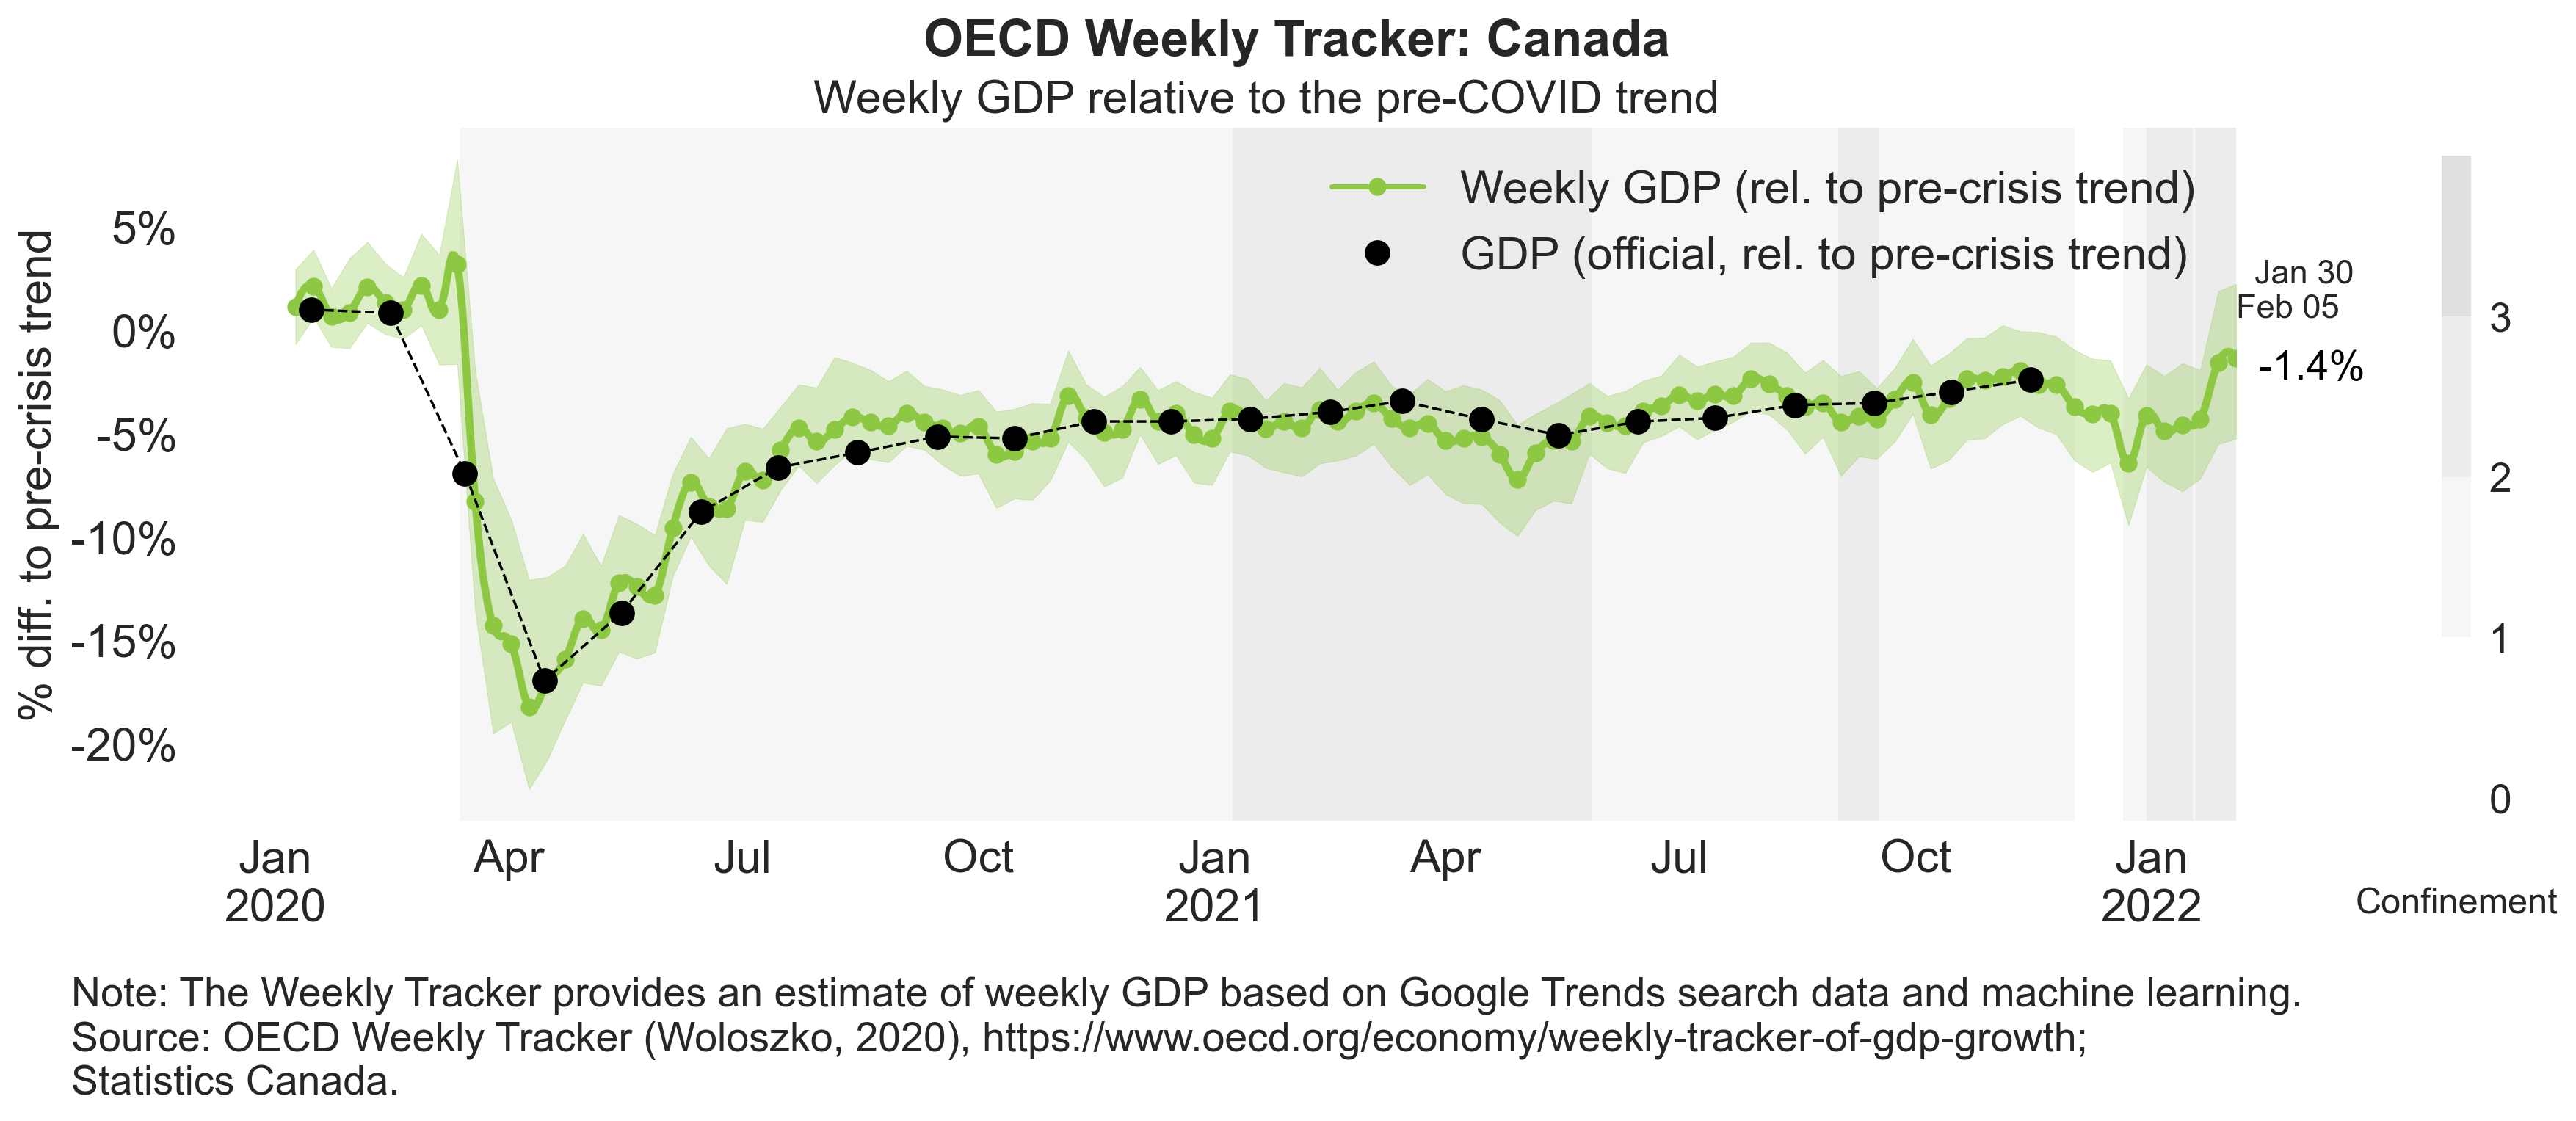 OECD Weekly Tracker: Canada
Weekly GDP relative to the pre-COVID trend
% diff. to pre-crisis trend
5%
0%
-5%
-10%
-15%
-20%
Weekly GDP (rel. to pre-crisis trend)
GDP (official, rel. to pre-crisis trend)
Jan 30
Feb 05
-1.4%
3
2
1
0
Confinement
Jan Apr Jul Oct Jan Apr Jul Oct Jan
2020 2021 2022
Note: The Weekly Tracker provides an estimate of weekly GDP based on Google Trends search data and machine learning.
Source: OECD Weekly Tracker (Woloszko, 2020), https://www.oecd.org/economy/weekly-tracker-of-gdp-growth;
Statistics Canada.